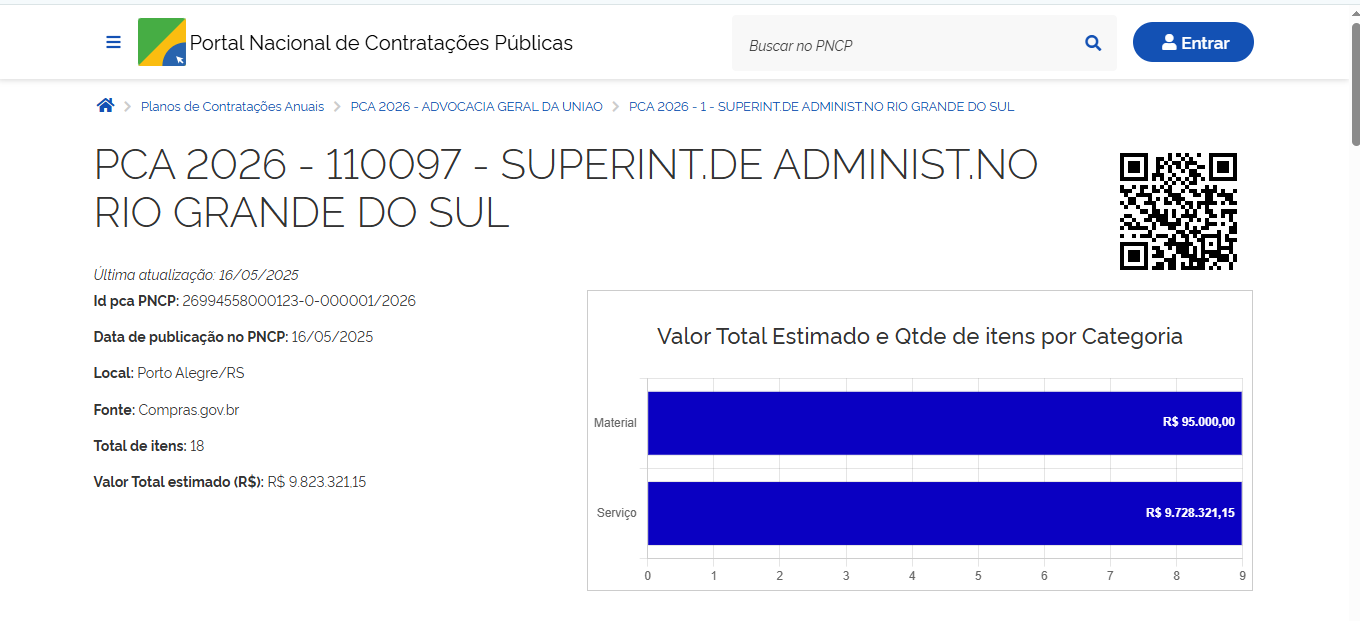 Portal Nacional de Contratações Públicas
Buscar no PNCP
Entrar
Planos de Contratações Anuais
PCA 2026 - ADVOCACIA GERAL DA UNIAO
PCA 2026 - 1 - SUPERINT.DE ADMINIST.NO RIO GRANDE DO SUL
PCA 2026 - 110097 - SUPERINT.DE ADMINIST.NO
RIO GRANDE DO SUL
Última atualização: 16/05/2025
Id pca PNCP: 26994558000123-0-000001/2026
Data de publicação no PNCP: 16/05/2025
Local: Porto Alegre/RS
Fonte: Compras.gov.br
Total de itens: 18
Valor Total estimado (R$): R$ 9.823.321,15
Valor Total Estimado e Qtde de itens por Categoria
Material
R$ 95.000,00
Serviço
R$ 9.728.321,15
0 1 2 3 4 5 6 7 8 9